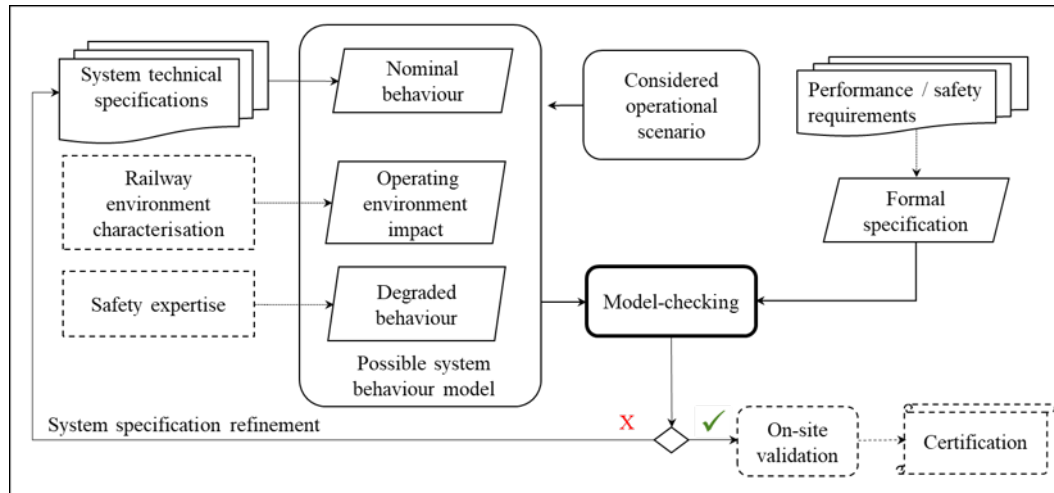 System technical
specifications
Nominal
behaviour
Considered
operational
scenario
Performance / safety
requirements
Railway
environment
characterisation
Operating
environment
impact
Formal
specification
Safety expertise
Degraded
behaviour
Model-checking
Possible system
behaviour model
System specification refinement
X
On-site
validation
Certification